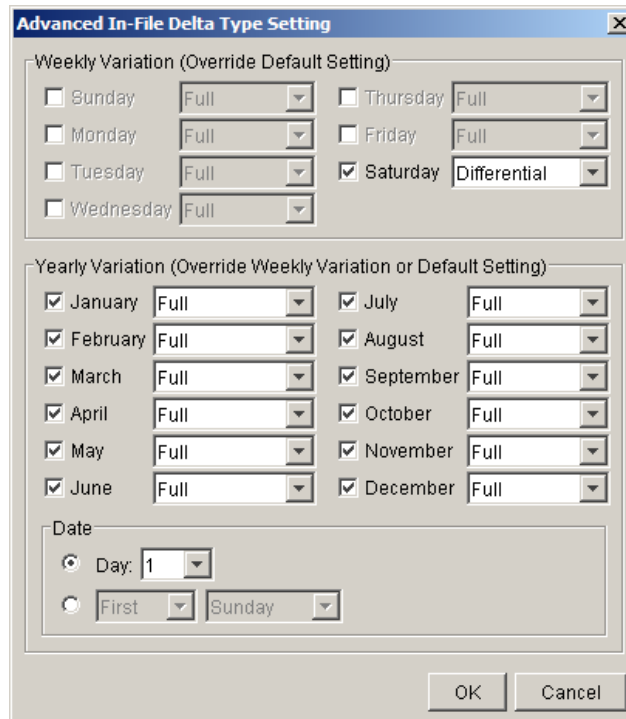 Advanced In-File Delta Type Setting
Weekly Variation (Override Default Setting)
Sunday Full Thursday Full
Monday Full Friday Full
Tuesday Full Saturday Differential
Wednesday Full
Yearly Variation (Override Weekly Variation or Default Setting)
January Full July Full
February Full August Full
March Full September Full
April Full October Full
May Full November Full
June Full December Full
Date
Day: 1
First Sunday
OK Cancel